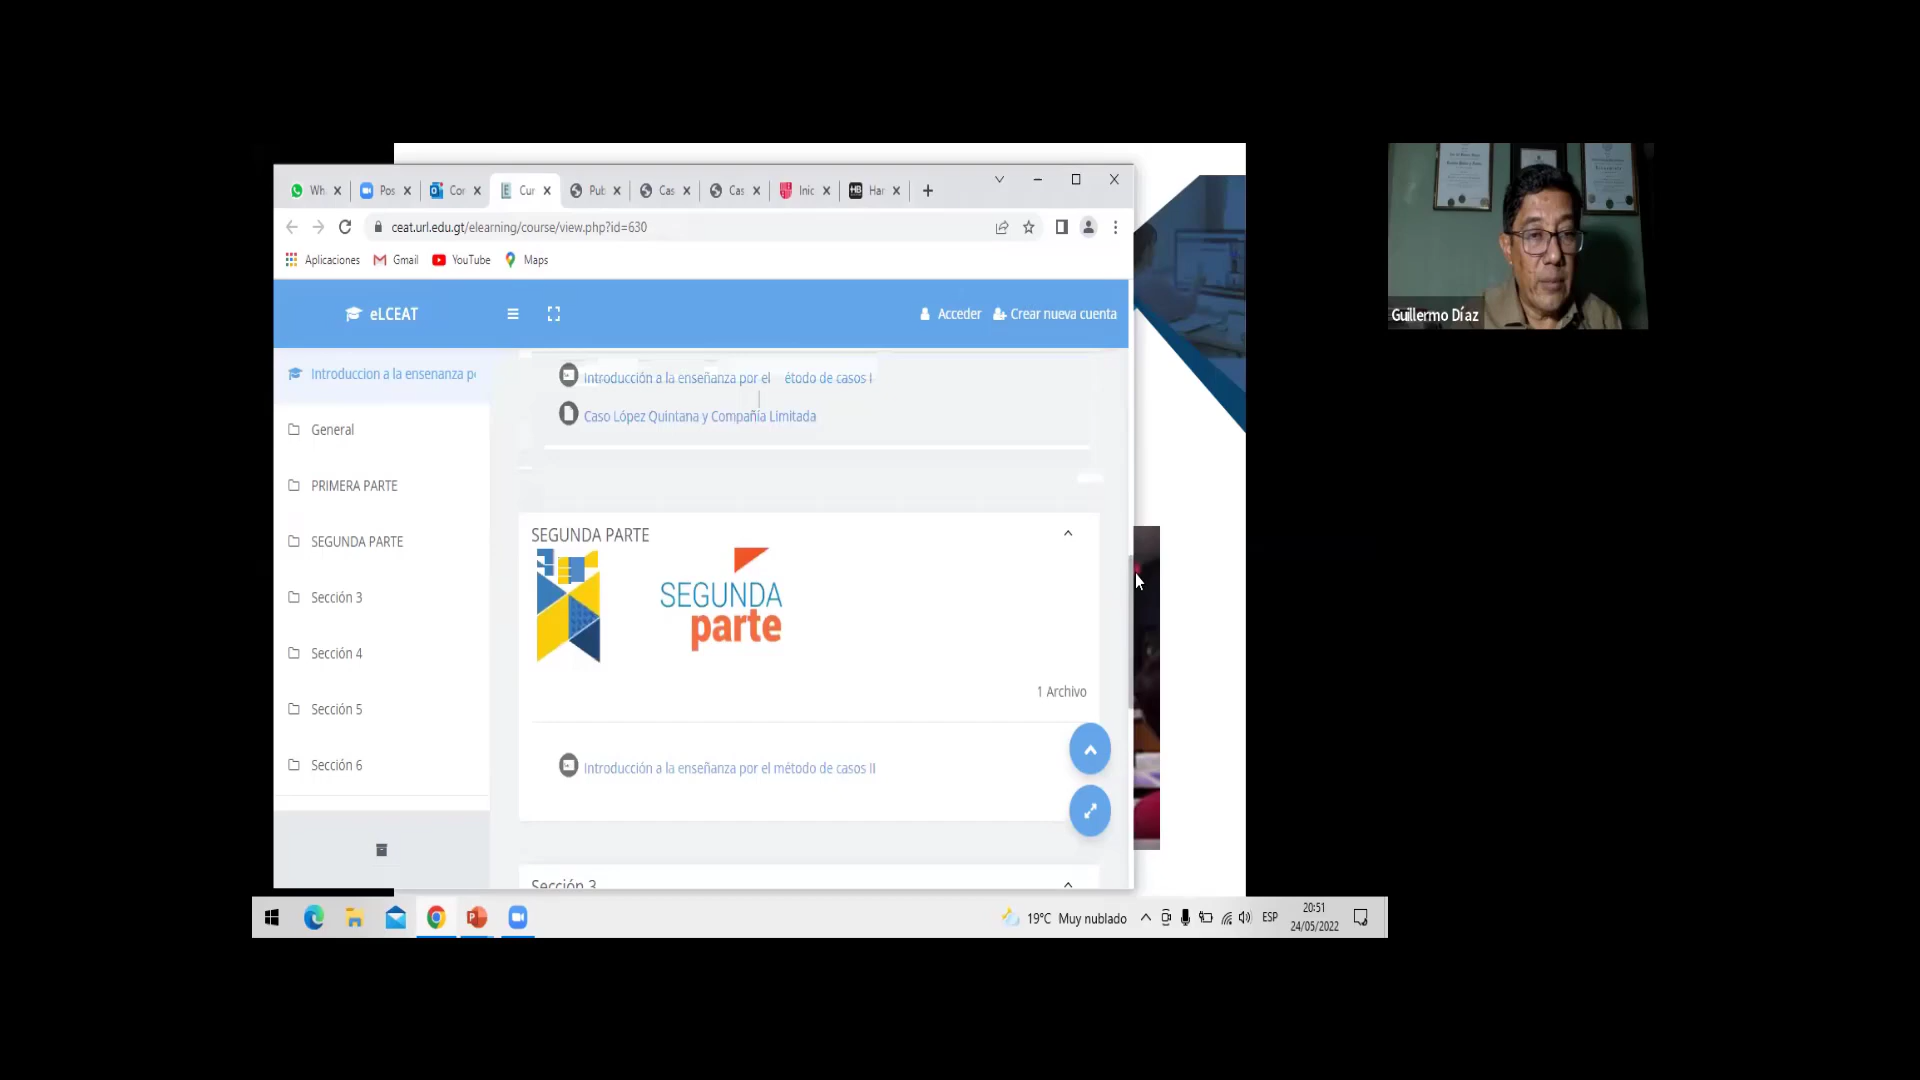 Wh
Pos
Cor
Cur
Pub
Cas
Cas
Inic
HB
Har
ceat.url.edu.gt/elearning/course/view.php?id=630
Aplicaciones
Gmail
YouTube
Maps
eLCEAT
Acceder
Crear nueva cuenta
Introduccion a la ensenanza p
General
PRIMERA PARTE
SEGUNDA PARTE
Sección 3
Sección 4
Sección 5
Sección 6
Introducción a la enseñanza por el étodo de casos I
Caso López Quintana y Compañía Limitada
SEGUNDA PARTE
SEGUNDA
parte
1 Archivo
Introducción a la enseñanza por el método de casos II
Sección 3
19°C Muy nublado
ESP
20:51
24/05/2022
Guillermo Díaz